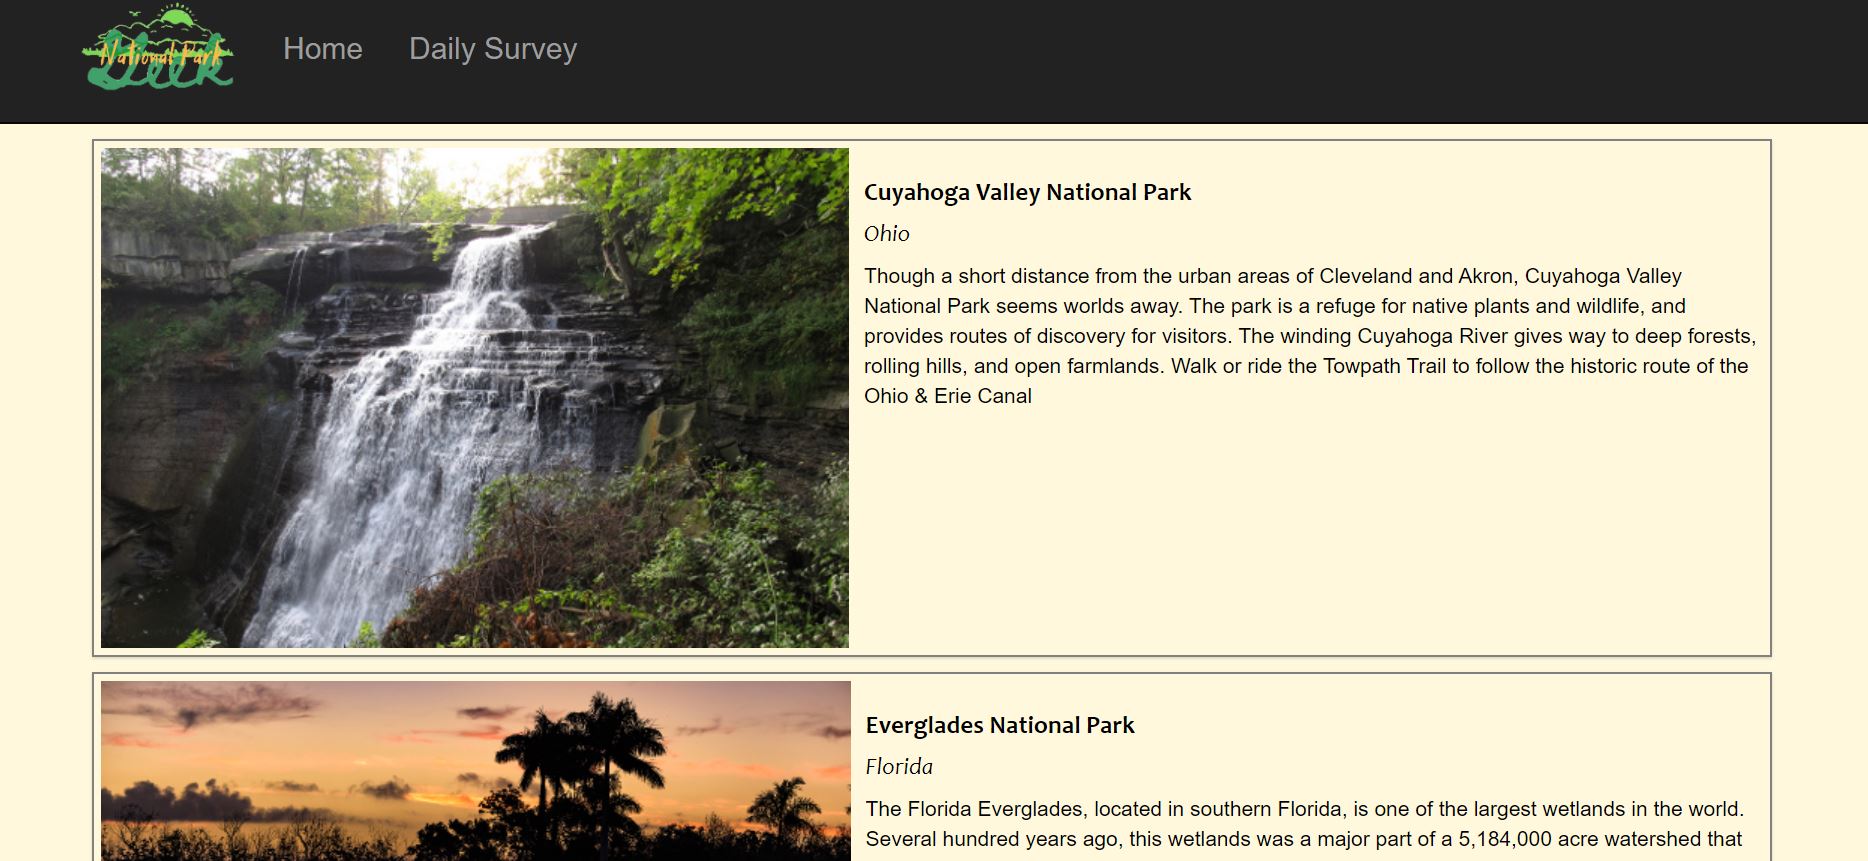 National Park
Geek
Home Daily Survey
Cuyahoga Valley National Park
Ohio
Though a short distance from the urban areas of Cleveland and Akron, Cuyahoga Valley
National Park seems worlds away. The park is a refuge for native plants and wildlife, and
provides routes of discovery for visitors. The winding Cuyahoga River gives way to deep forests,
rolling hills, and open farmlands. Walk or ride the Towpath Trail to follow the historic route of the
Ohio & Erie Canal
Everglades National Park
Florida
The Florida Everglades, located in southern Florida, is one of the largest wetlands in the world.
Several hundred years ago, this wetlands was a major part of a 5,184,000 acre watershed that